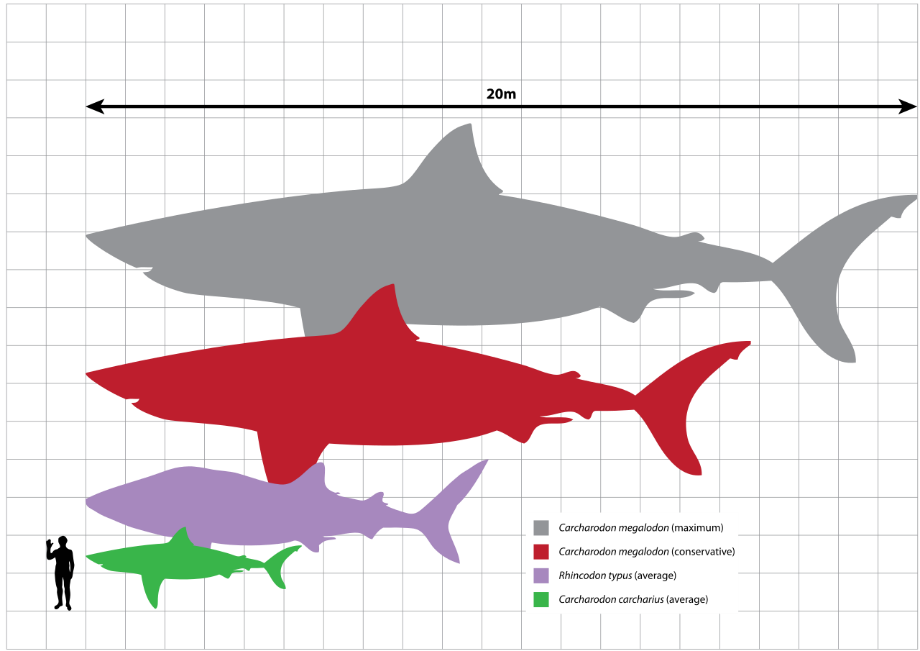 20m
Carcharodon megalodon (maximum)
Carcharodon megalodon (conservative)
Rhincodon typus (average)
Carcharodon carcharius (average)